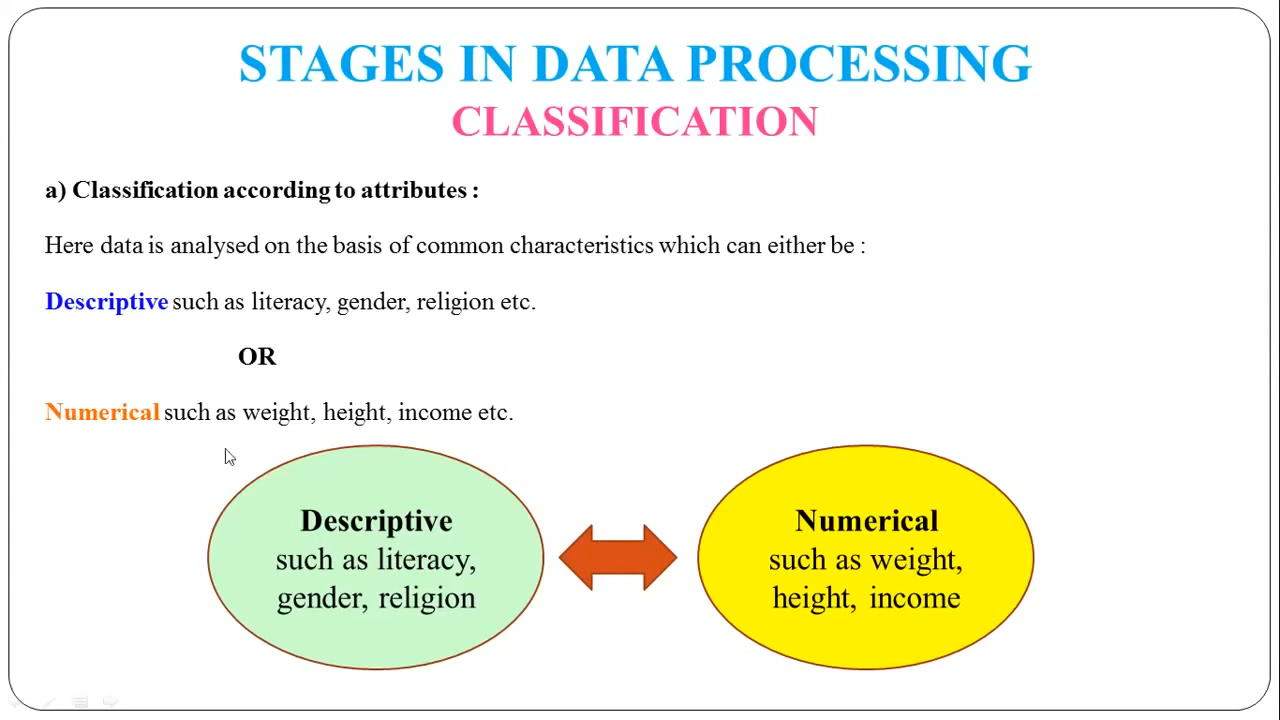 STAGES IN DATA PROCESSING
CLASSIFICATION
a) Classification according to attributes :
Here data is analysed on the basis of common characteristics which can either be :
Descriptive such as literacy, gender, religion etc.
OR
Numerical such as weight, height, income etc.
Descriptive
such as literacy,
gender, religion
Numerical
such as weight,
height, income